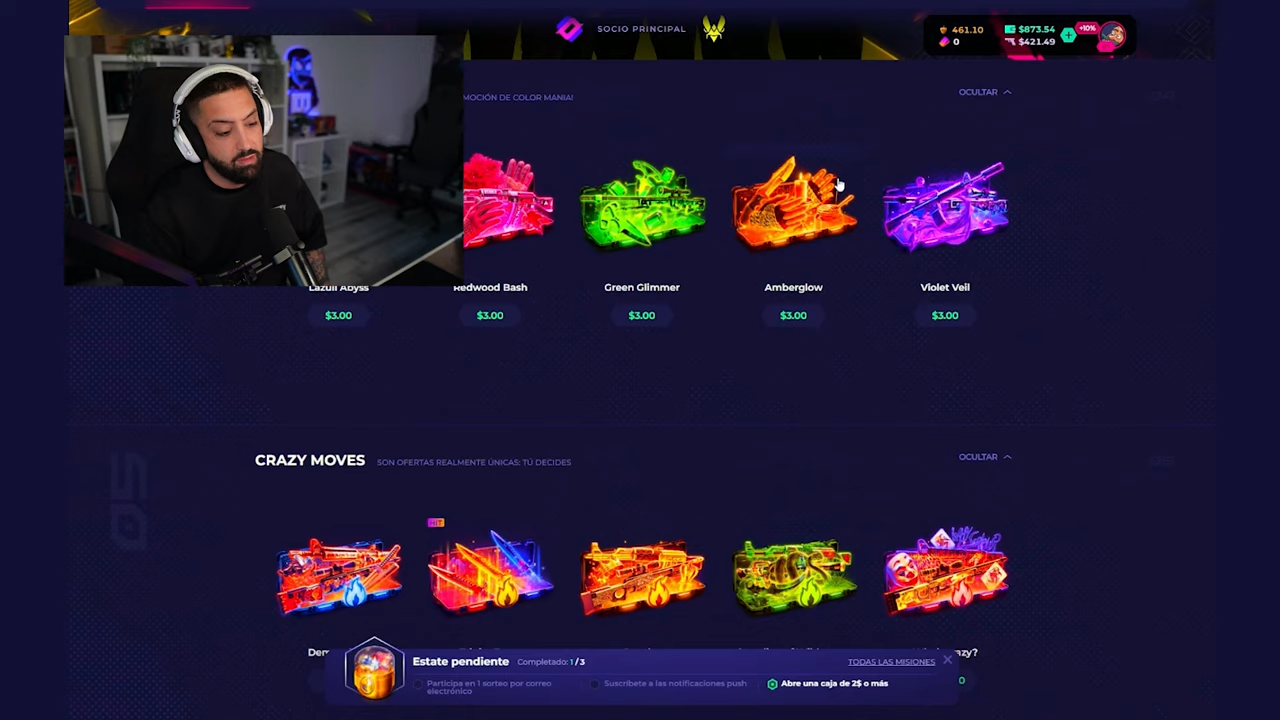 SOCIO PRINCIPAL
461.10
0
$873.54
$421.49
+10%
MOCIÓN DE COLOR MANIA!
OCULTAR
Lazuli Abyss
Redwood Bash
Green Glimmer
Amberglow
Violet Veil
$3.00
$3.00
$3.00
$3.00
$3.00
CRAZY MOVES
SON OFERTAS REALMENTE ÚNICAS: TÚ DECIDES
OCULTAR
HIT
Estate pendiente
Completado: 1 / 3
TODAS LAS MISIONES
Participa en 1 sorteo por correo
electrónico
Suscríbete a las notificaciones push
Abre una caja de 2$ o más